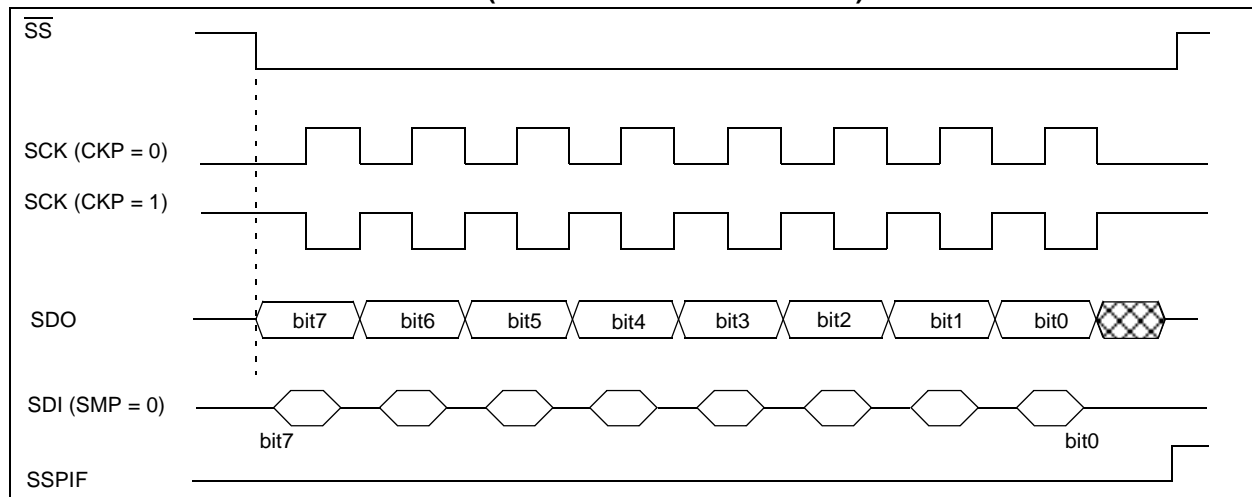 SS
SCK (CKP = 0)
SCK (CKP = 1)
SDO
bit7 bit6 bit5 bit4 bit3 bit2 bit1 bit0
SDI (SMP = 0)
bit7 bit0
SSPIF